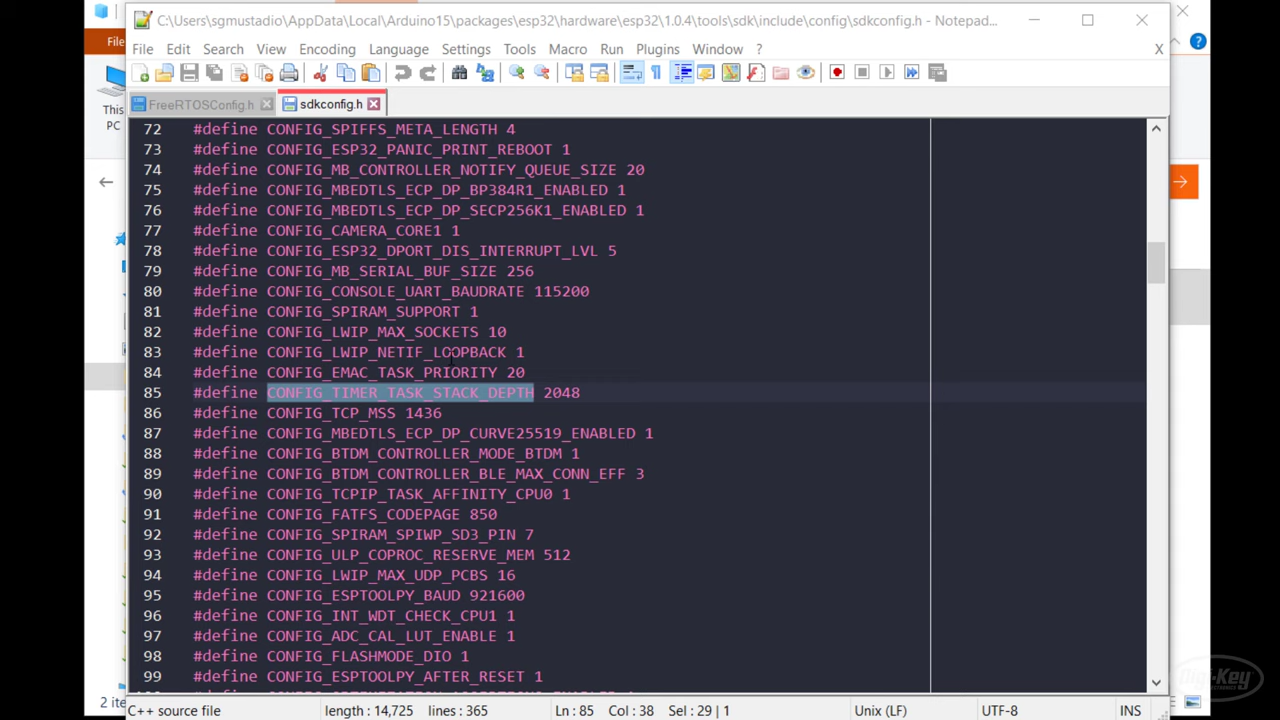 C:\Users\sgmustadio\AppData\Local\Arduino15\packages\esp32\hardware\esp32\1.0.4\tools\sdk\include\config\sdkconfig.h - Notepad...
File
File Edit Search View Encoding Language Settings Tools Macro Run Plugins Window ? X
This PC
FreeRTOSConfig.h sdkconfig.h
72 #define CONFIG_SPIFFS_META_LENGTH 4
73 #define CONFIG_ESP32_PANIC_PRINT_REBOOT 1
74 #define CONFIG_MB_CONTROLLER_NOTIFY_QUEUE_SIZE 20
75 #define CONFIG_MBEDTLS_ECP_DP_BP384R1_ENABLED 1
76 #define CONFIG_MBEDTLS_ECP_DP_SECP256K1_ENABLED 1
77 #define CONFIG_CAMERA_CORE1 1
78 #define CONFIG_ESP32_DPORT_DIS_INTERRUPT_LVL 5
79 #define CONFIG_MB_SERIAL_BUF_SIZE 256
80 #define CONFIG_CONSOLE_UART_BAUDRATE 115200
81 #define CONFIG_SPIRAM_SUPPORT 1
82 #define CONFIG_LWIP_MAX_SOCKETS 10
83 #define CONFIG_LWIP_NETIF_LOOPBACK 1
84 #define CONFIG_EMAC_TASK_PRIORITY 20
85 #define CONFIG_TIMER_TASK_STACK_DEPTH 2048
86 #define CONFIG_TCP_MSS 1436
87 #define CONFIG_MBEDTLS_ECP_DP_CURVE25519_ENABLED 1
88 #define CONFIG_BTDM_CONTROLLER_MODE_BTDM 1
89 #define CONFIG_BTDM_CONTROLLER_BLE_MAX_CONN_EFF 3
90 #define CONFIG_TCPIP_TASK_AFFINITY_CPU0 1
91 #define CONFIG_FATFS_CODEPAGE 850
92 #define CONFIG_SPIRAM_SPIWP_SD3_PIN 7
93 #define CONFIG_ULP_COPROC_RESERVE_MEM 512
94 #define CONFIG_LWIP_MAX_UDP_PCBS 16
95 #define CONFIG_ESPTOOLPY_BAUD 921600
96 #define CONFIG_INT_WDT_CHECK_CPU1 1
97 #define CONFIG_ADC_CAL_LUT_ENABLE 1
98 #define CONFIG_FLASHMODE_DIO 1
99 #define CONFIG_ESPTOOLPY_AFTER_RESET 1
2 ite
C++ source file length : 14,725 lines : 365 Ln : 85 Col : 38 Sel : 29 | 1 Unix (LF) UTF-8 INS
Digi-Key
ELECTRONICS